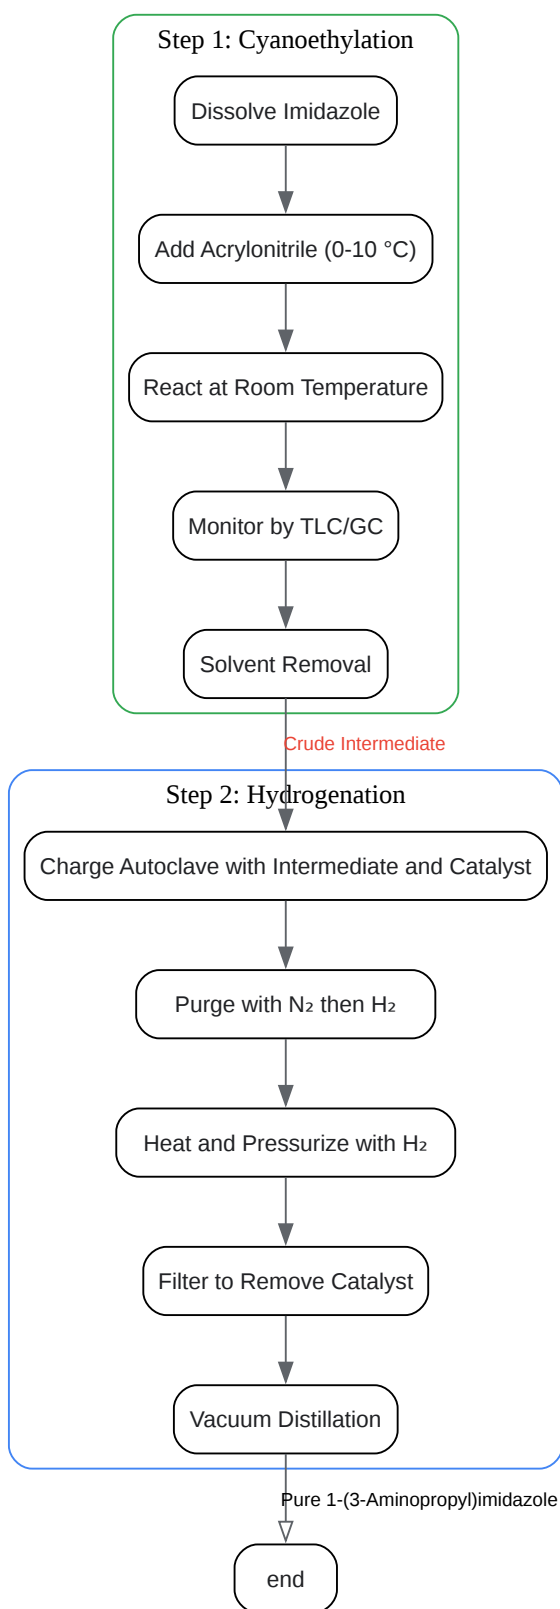 Step 1: Cyanoethylation
Dissolve Imidazole
Add Acrylonitrile (0-10 °C)
React at Room Temperature
Monitor by TLC/GC
Solvent Removal
Crude Intermediate
Step 2: Hydrogenation
Charge Autoclave with Intermediate and Catalyst
Purge with N₂ then H₂
Heat and Pressurize with H₂
Filter to Remove Catalyst
Vacuum Distillation
Pure 1-(3-Aminopropyl)imidazole
end